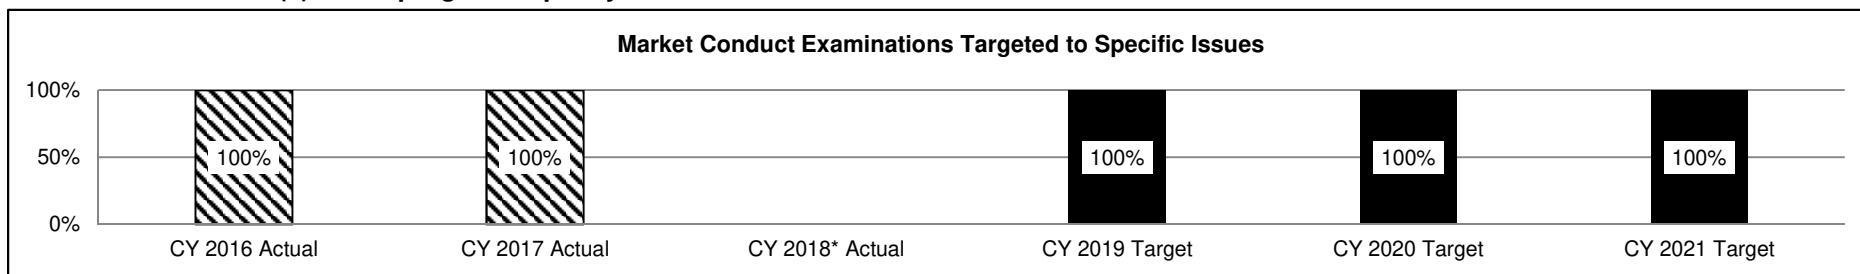 Market Conduct Examinations Targeted to Specific Issues
100%
50%
0%
100% 100% 100% 100% 100%
CY 2016 Actual CY 2017 Actual CY 2018* Actual CY 2019 Target CY 2020 Target CY 2021 Target